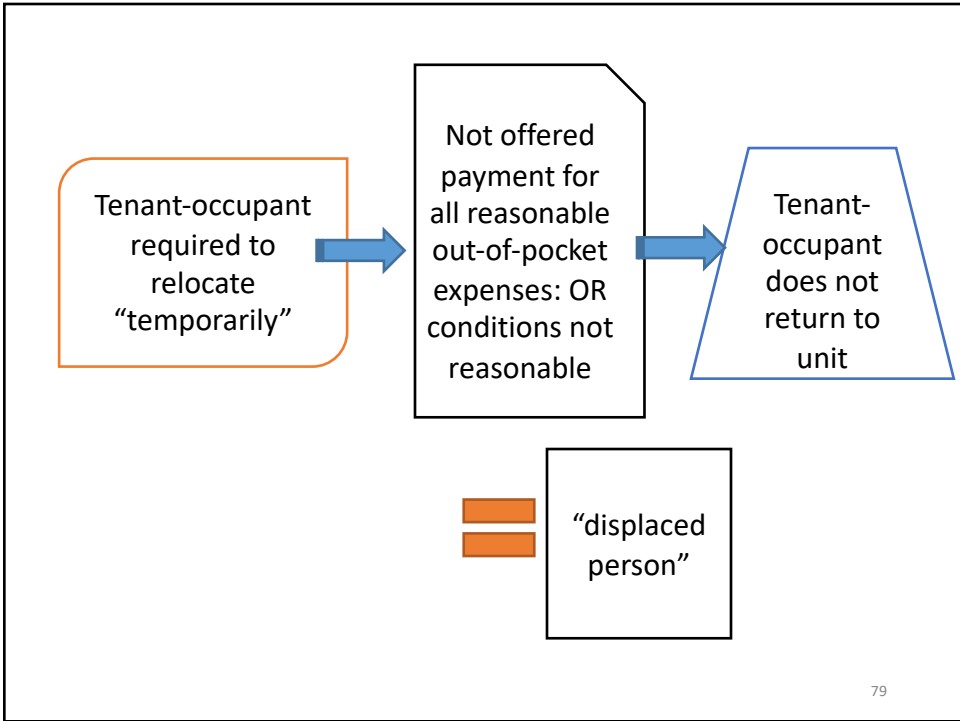 Tenant-occupant
required to
relocate
“temporarily”
Not offered
payment for
all reasonable
out-of-pocket
expenses: OR
conditions not
reasonable
Tenant-
occupant
does not
return to
unit
“displaced
person”
79